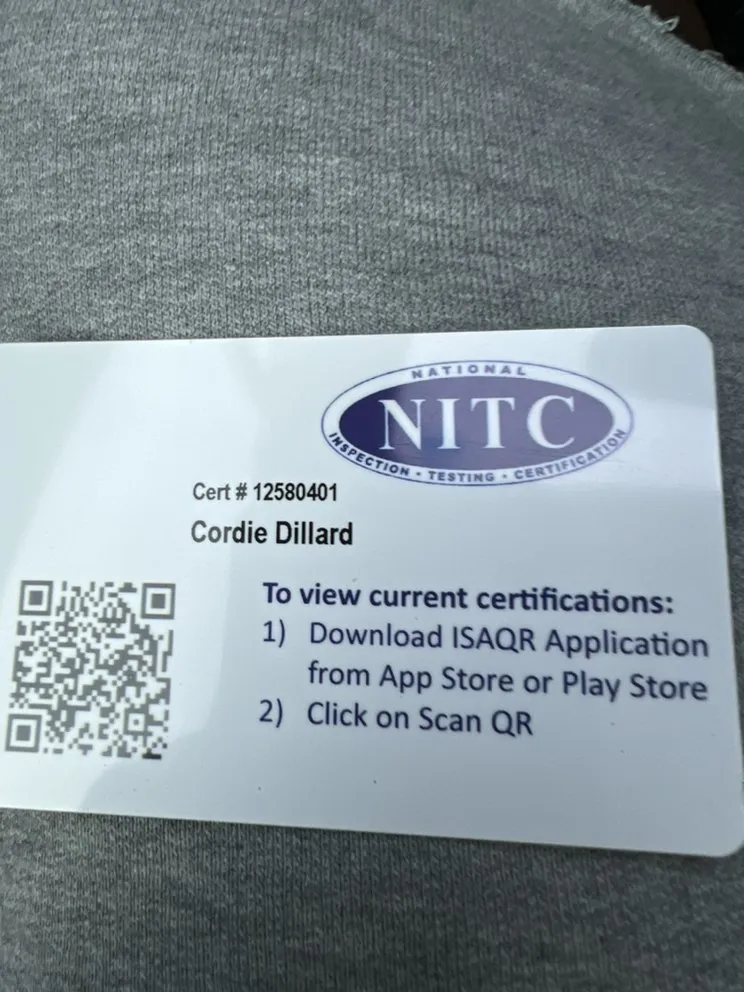 NATIONAL
NITC
INSPECTION • TESTING • CERTIFICATION
Cert # 12580401
Cordie Dillard
To view current certifications:
1) Download ISAQR Application
from App Store or Play Store
2) Click on Scan QR